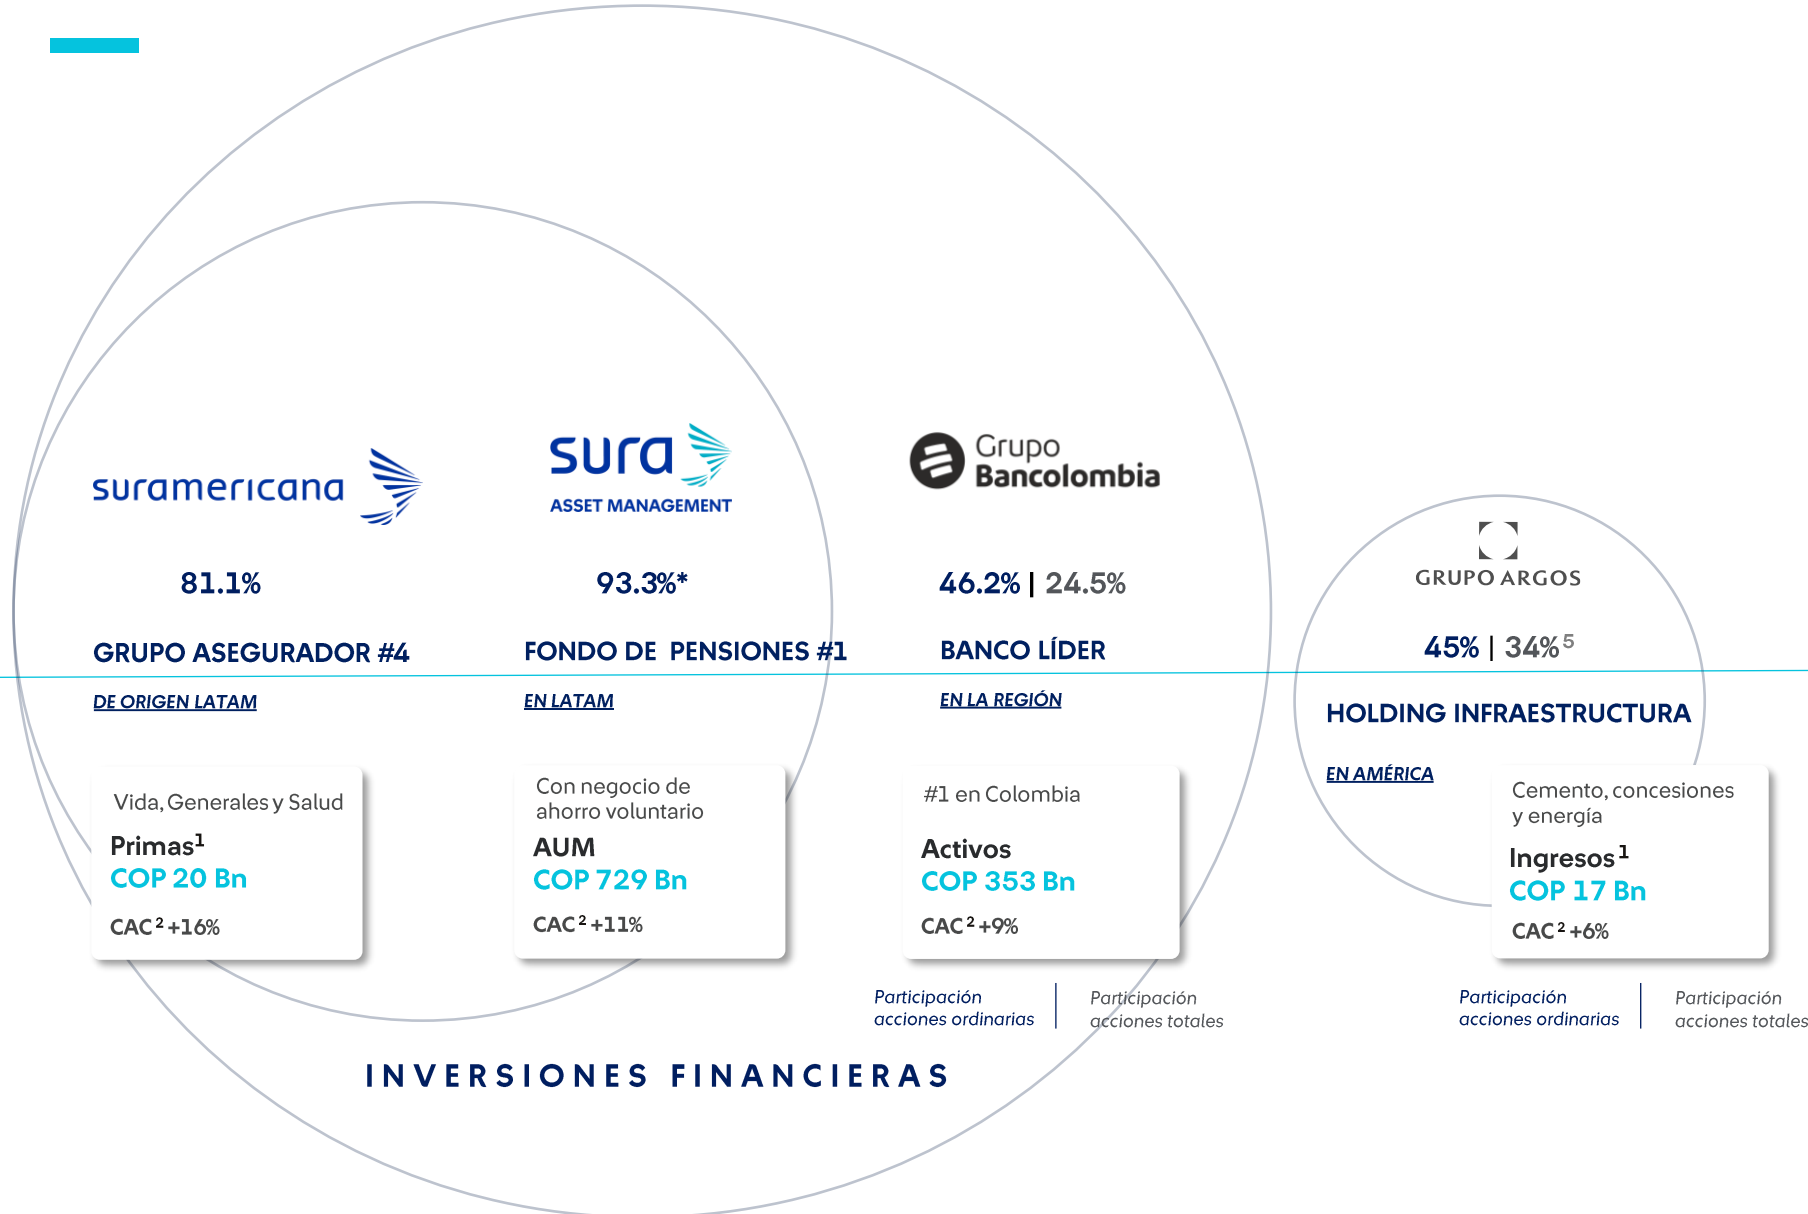 suramericana
81.1%
GRUPO ASEGURADOR #4
DE ORIGEN LATAM
Vida, Generales y Salud
Primas¹
COP 20 Bn
CAC² +16%
sura
ASSET MANAGEMENT
93.3%*
FONDO DE PENSIONES #1
EN LATAM
Con negocio de
ahorro voluntario
AUM
COP 729 Bn
CAC² +11%
Grupo
Bancolombia
46.2% | 24.5%
BANCO LÍDER
EN LA REGIÓN
#1 en Colombia
Activos
COP 353 Bn
CAC² +9%
Participación
acciones ordinarias
Participación
acciones totales
GRUPO ARGOS
45% | 34%⁵
HOLDING INFRAESTRUCTURA
EN AMÉRICA
Cemento, concesiones
y energía
Ingresos¹
COP 17 Bn
CAC² +6%
Participación
acciones ordinarias
Participación
acciones totales
INVERSIONES FINANCIERAS